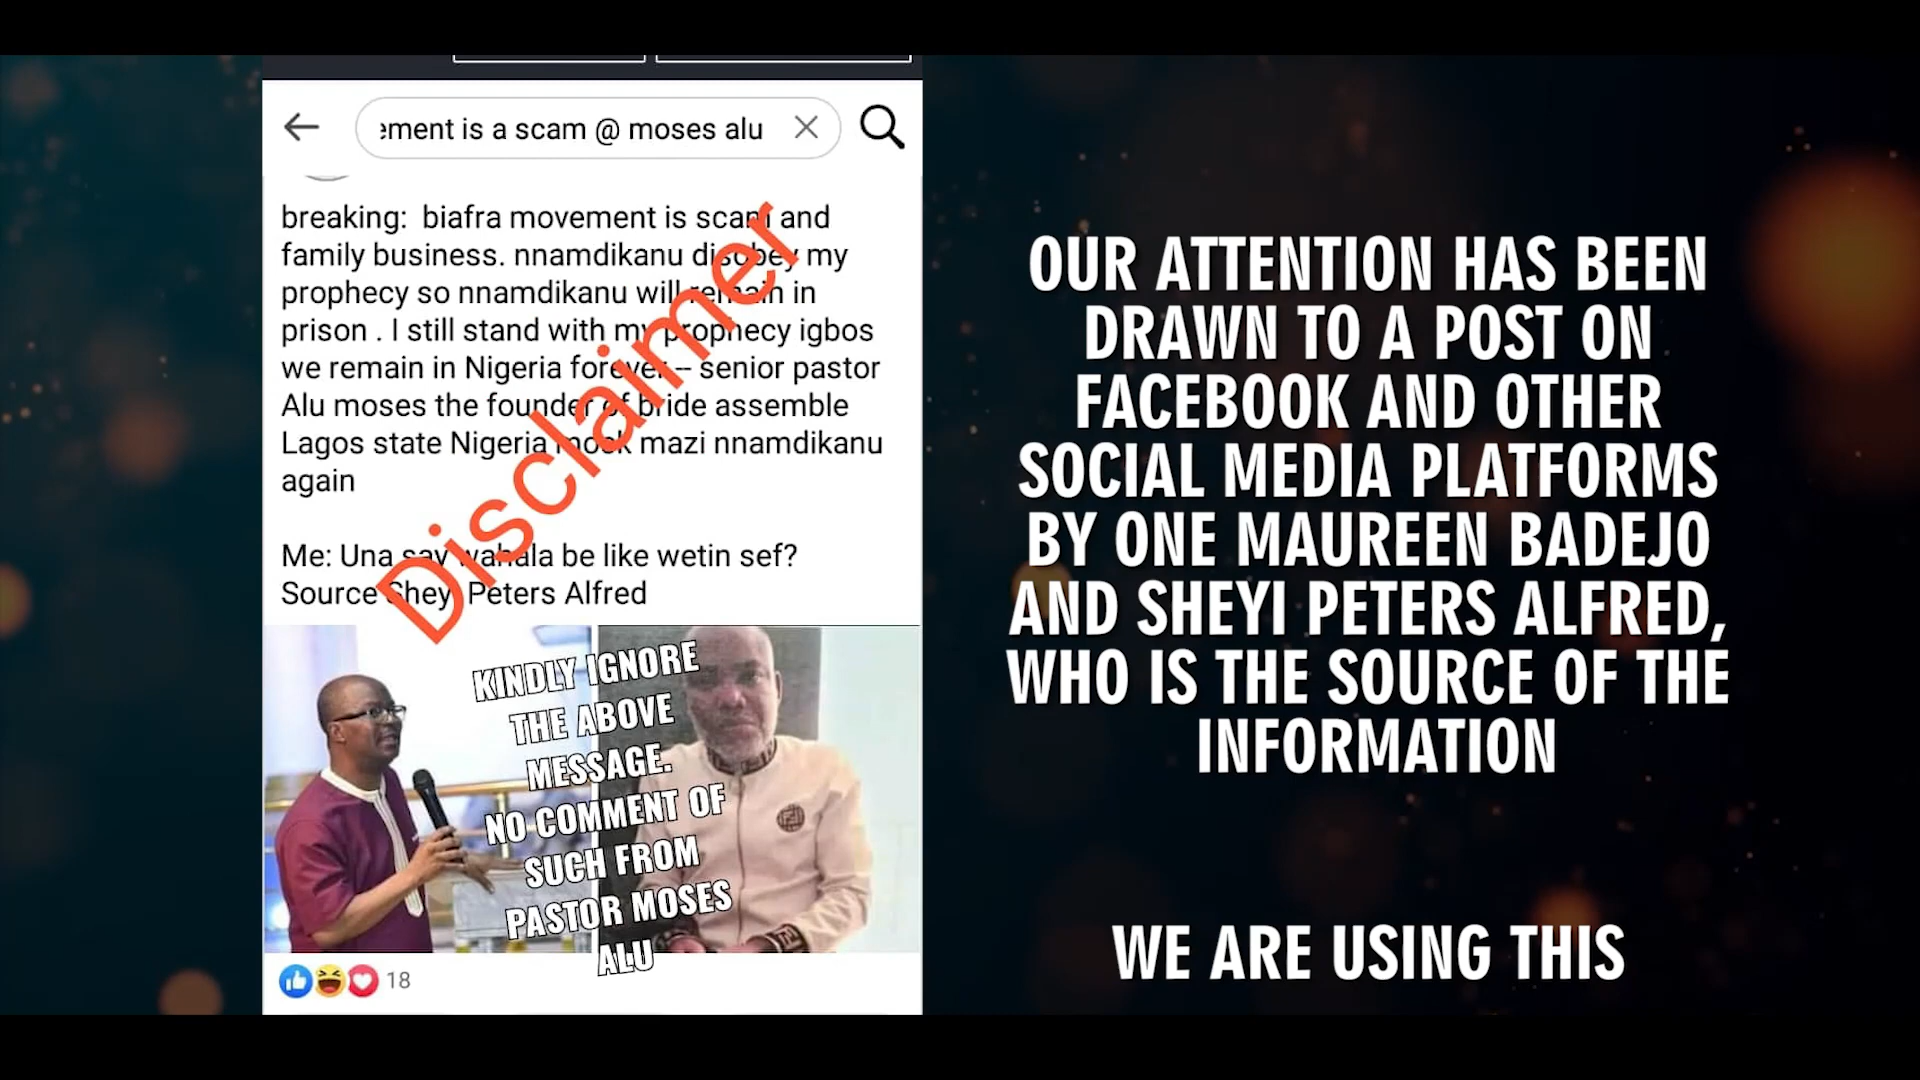 ement is a scam @ moses alu
breaking:  biafra movement is scam and
family business. nnamdikanu disobey my
prophecy so nnamdikanu will remain in
prison . I still stand with my prophecy igbos
we remain in Nigeria forever -- senior pastor
Alu moses the founder of bride assemble
Lagos state Nigeria mock mazi nnamdikanu
again
Me: Una say wahala be like wetin sef?
Source Sheyi Peters Alfred
Disclaimer
KINDLY IGNORE
THE ABOVE
MESSAGE.
NO COMMENT OF
SUCH FROM
PASTOR MOSES
ALU
18
OUR ATTENTION HAS BEEN
DRAWN TO A POST ON
FACEBOOK AND OTHER
SOCIAL MEDIA PLATFORMS
BY ONE MAUREEN BADEJO
AND SHEYI PETERS ALFRED,
WHO IS THE SOURCE OF THE
INFORMATION
WE ARE USING THIS